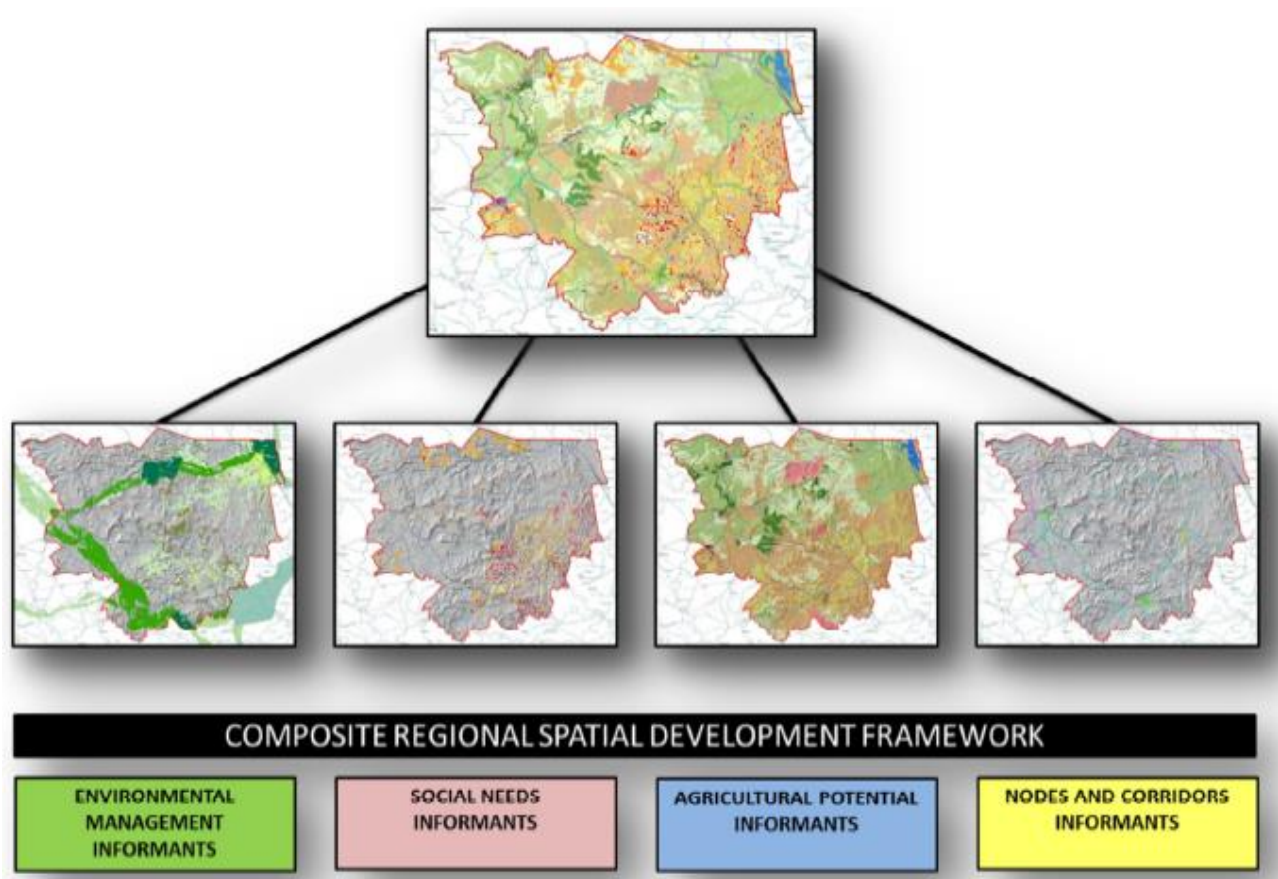 COMPOSITE REGIONAL SPATIAL DEVELOPMENT FRAMEWORK
ENVIRONMENTAL
MANAGEMENT
INFORMANTS
SOCIAL NEEDS
INFORMANTS
AGRICULTURAL POTENTIAL
INFORMANTS
NODES AND CORRIDORS
INFORMANTS